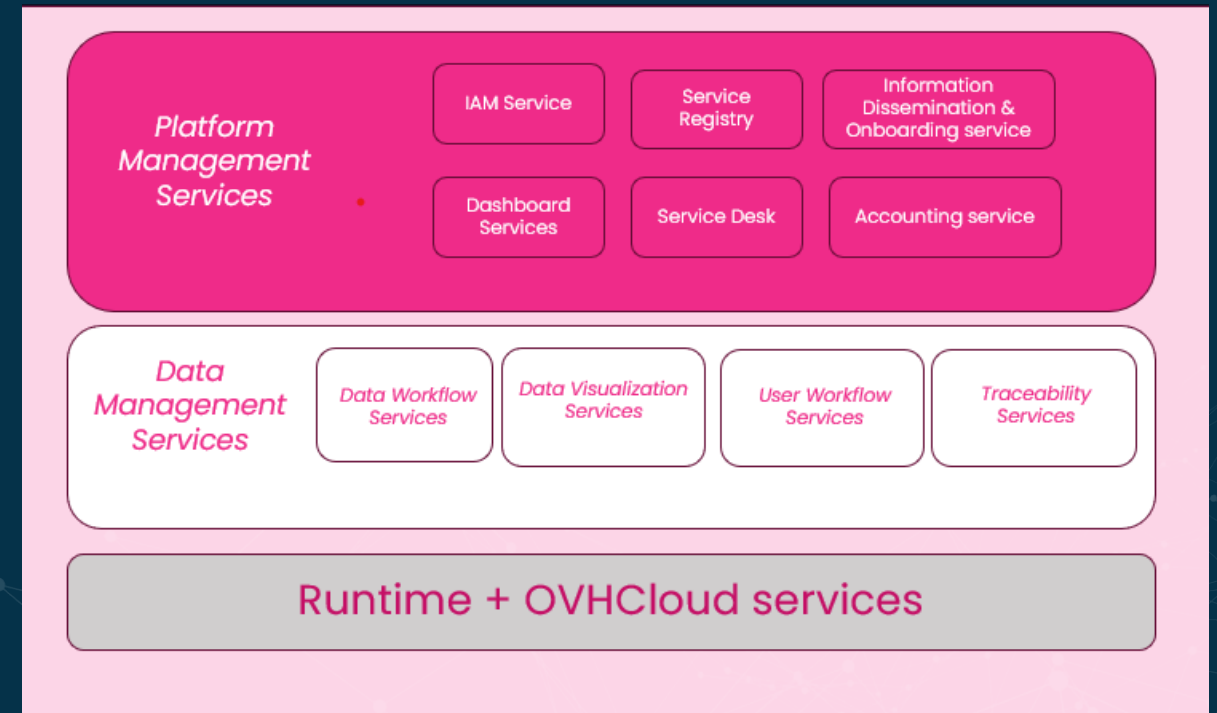 Platform
Management
Services
IAM Service
Service
Registry
Information
Dissemination &
Onboarding service
Dashboard
Services
Service Desk
Accounting service
Data
Management
Services
Data Workflow
Services
Data Visualization
Services
User Workflow
Services
Traceability
Services
Runtime + OVHCloud services